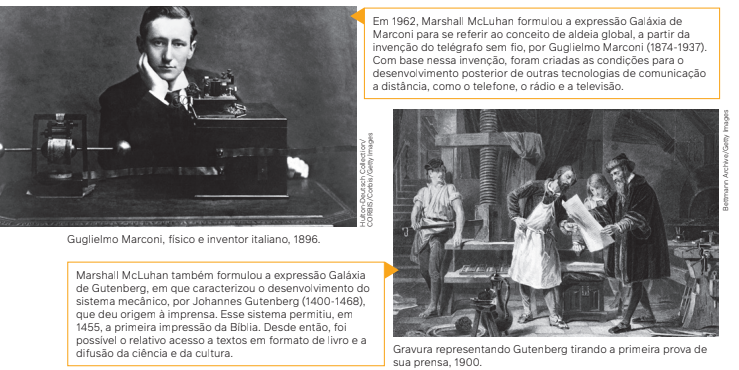 Em 1962, Marshall McLuhan formulou a expressão Galáxia de
Marconi para se referir ao conceito de aldeia global, a partir da
invenção do telégrafo sem fio, por Guglielmo Marconi (1874-1937).
Com base nessa invenção, foram criadas as condições para o
desenvolvimento posterior de outras tecnologias de comunicação
a distância, como o telefone, o rádio e a televisão.
Hulton-Deutsch Collection/
CORBIS/Corbis/Getty Images
Guglielmo Marconi, físico e inventor italiano, 1896.
Bettmann Archive/Getty Images
Marshall McLuhan também formulou a expressão Galáxia
de Gutenberg, em que caracterizou o desenvolvimento do
sistema mecânico, por Johannes Gutenberg (1400-1468),
que deu origem à imprensa. Esse sistema permitiu, em
1455, a primeira impressão da Bíblia. Desde então, foi
possível o relativo acesso a textos em formato de livro e a
difusão da ciência e da cultura.
Gravura representando Gutenberg tirando a primeira prova de
sua prensa, 1900.